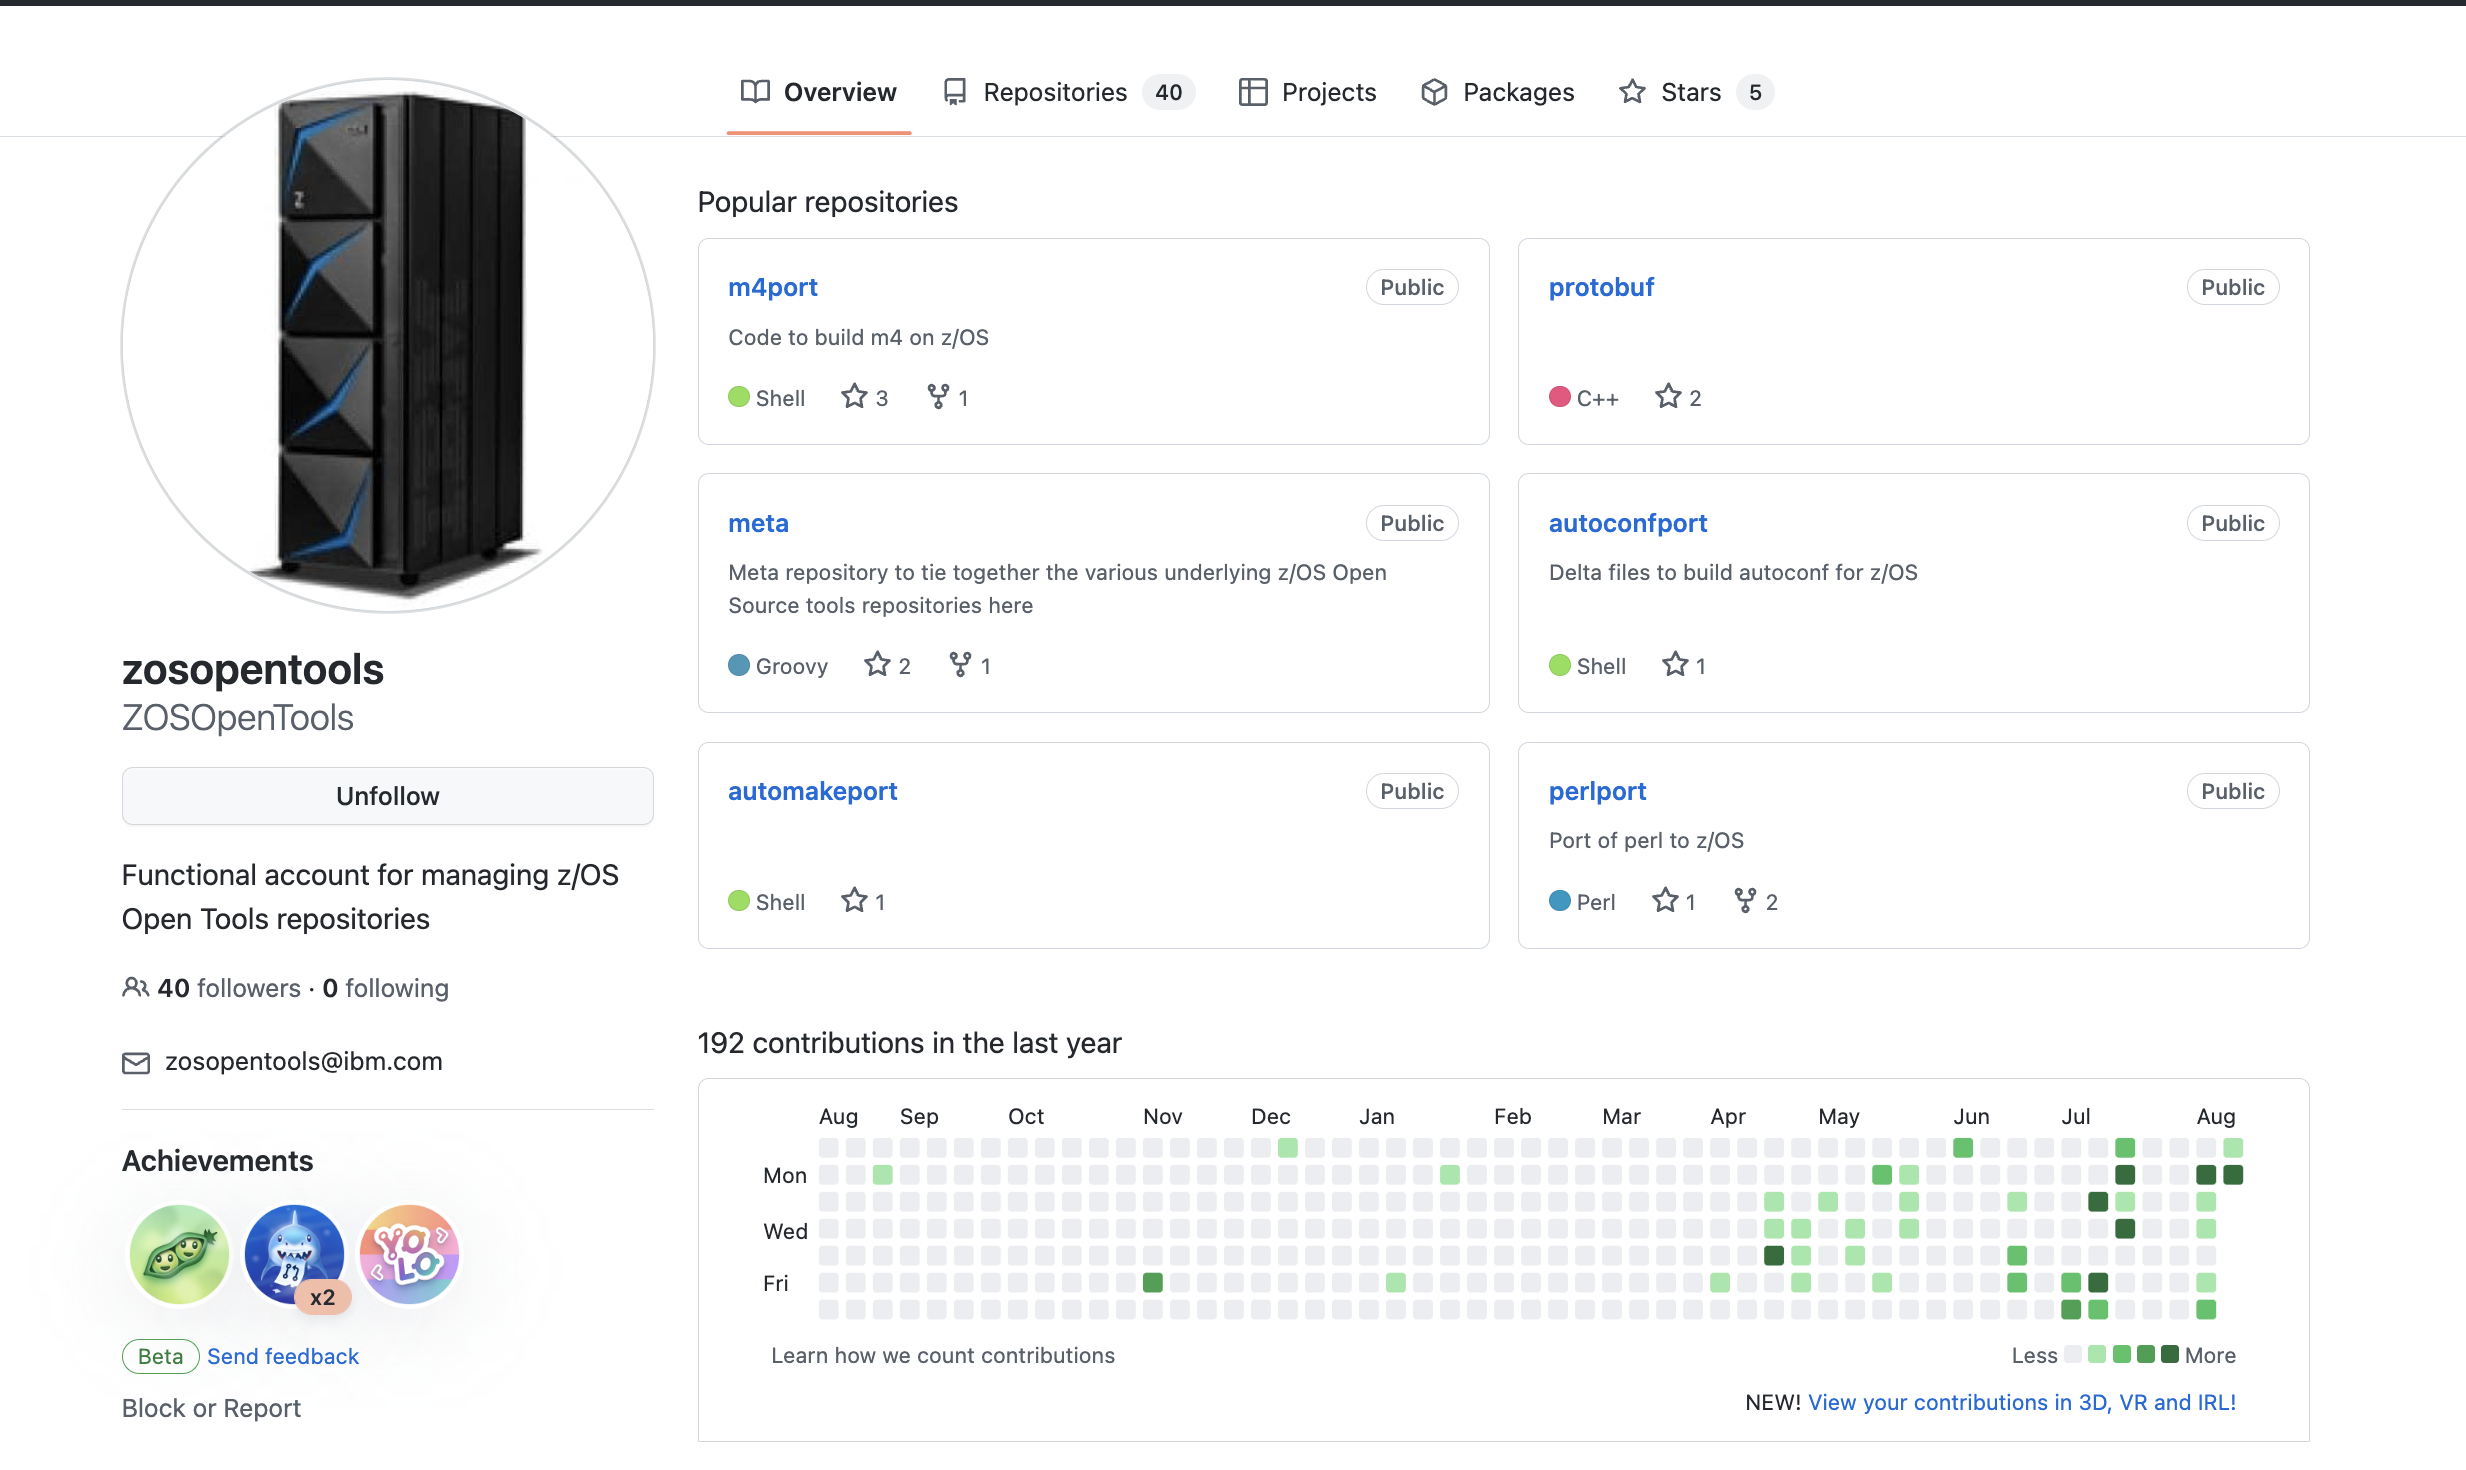 Overview Repositories 40 Projects Packages Stars 5
zosopentools
ZOSOpenTools
Unfollow
Functional account for managing z/OS
Open Tools repositories
40 followers · 0 following
zosopentools@ibm.com
Achievements
YOLO
x2
Beta Send feedback
Block or Report
Popular repositories
m4port Public
Code to build m4 on z/OS
Shell 3 1
protobuf Public
C++ 2
meta Public
Meta repository to tie together the various underlying z/OS Open
Source tools repositories here
Groovy 2 1
autoconfport Public
Delta files to build autoconf for z/OS
Shell 1
automakeport Public
Shell 1
perlport Public
Port of perl to z/OS
Perl 1 2
192 contributions in the last year
Aug Sep Oct Nov Dec Jan Feb Mar Apr May Jun Jul Aug
Mon
Wed
Fri
Learn how we count contributions
Less More
NEW! View your contributions in 3D, VR and IRL!